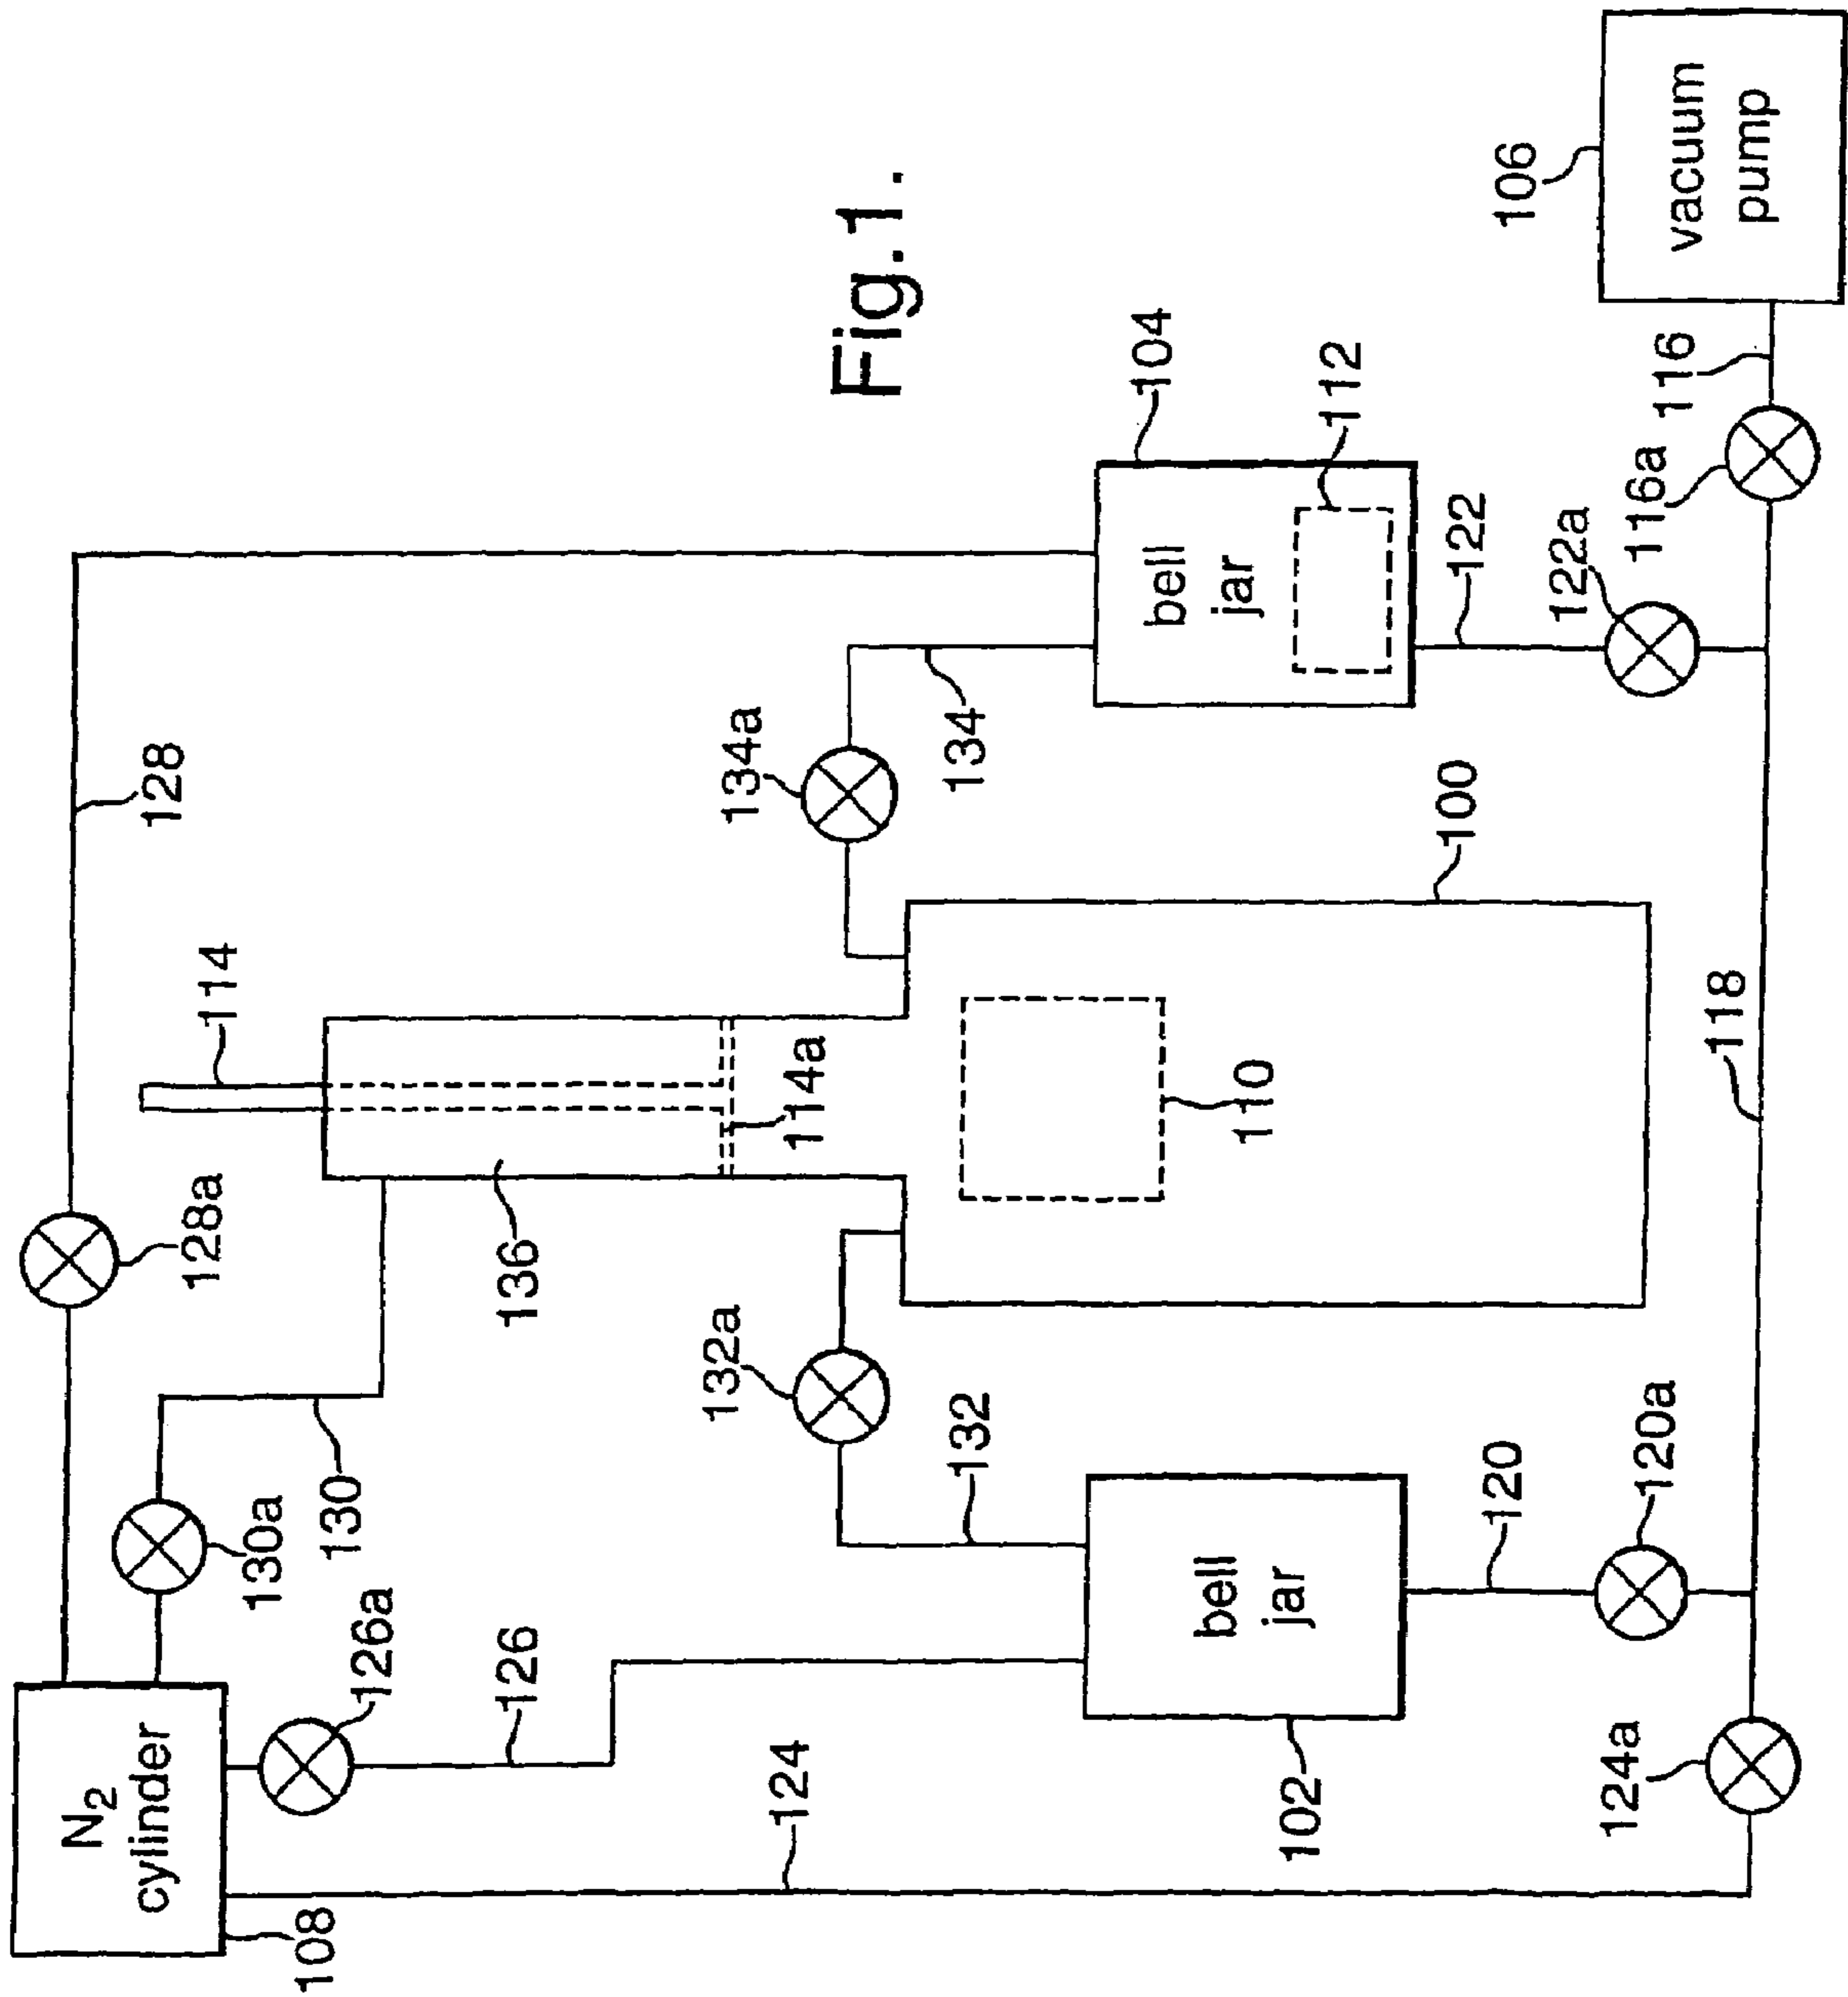 N2
cylinder
108
124
126
126a
130a
130
128a
128
136
114
114a
132a
132
134a
134
bell
jar
102
110
100
bell
jar
104
112
120
120a
122
122a
124a
118
116a
116
106
vacuum
pump
Fig.1.